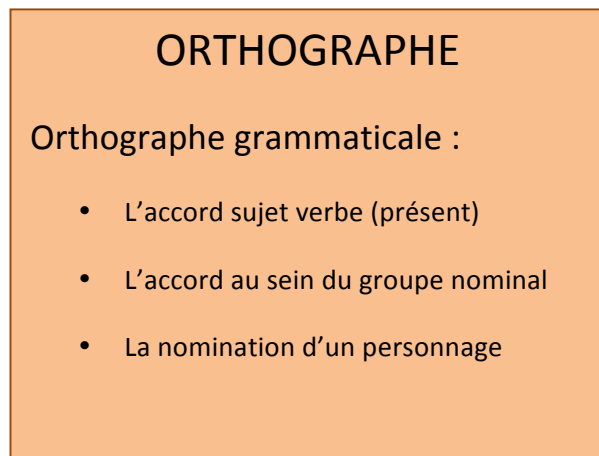 ORTHOGRAPHE
Orthographe grammaticale :
• L’accord sujet verbe (présent)
• L’accord au sein du groupe nominal
• La nomination d’un personnage